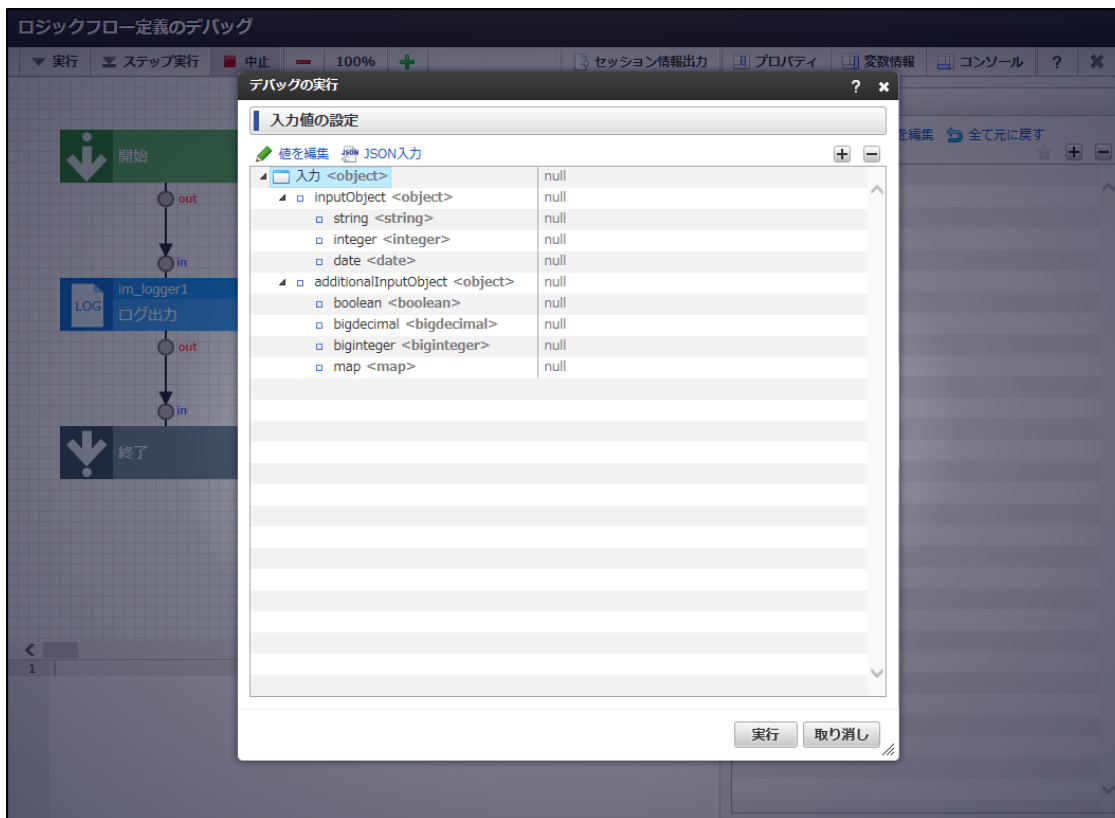 ロジックフロー定義のデバッグ
実行 ステップ実行 中止 100% セッション情報出力 プロパティ 変数情報 コンソール ? ×
デバッグの実行 ? ×
入力値の設定
値を編集 JSON JSON入力
を編集 全て元に戻す
入力 <object> null
inputObject <object> null
string <string> null
integer <integer> null
date <date> null
additionalInputObject <object> null
boolean <boolean> null
bigdecimal <bigdecimal> null
biginteger <biginteger> null
map <map> null
開始
out
in
im_logger1
LOG
ログ出力
out
in
終了
1
実行 取り消し